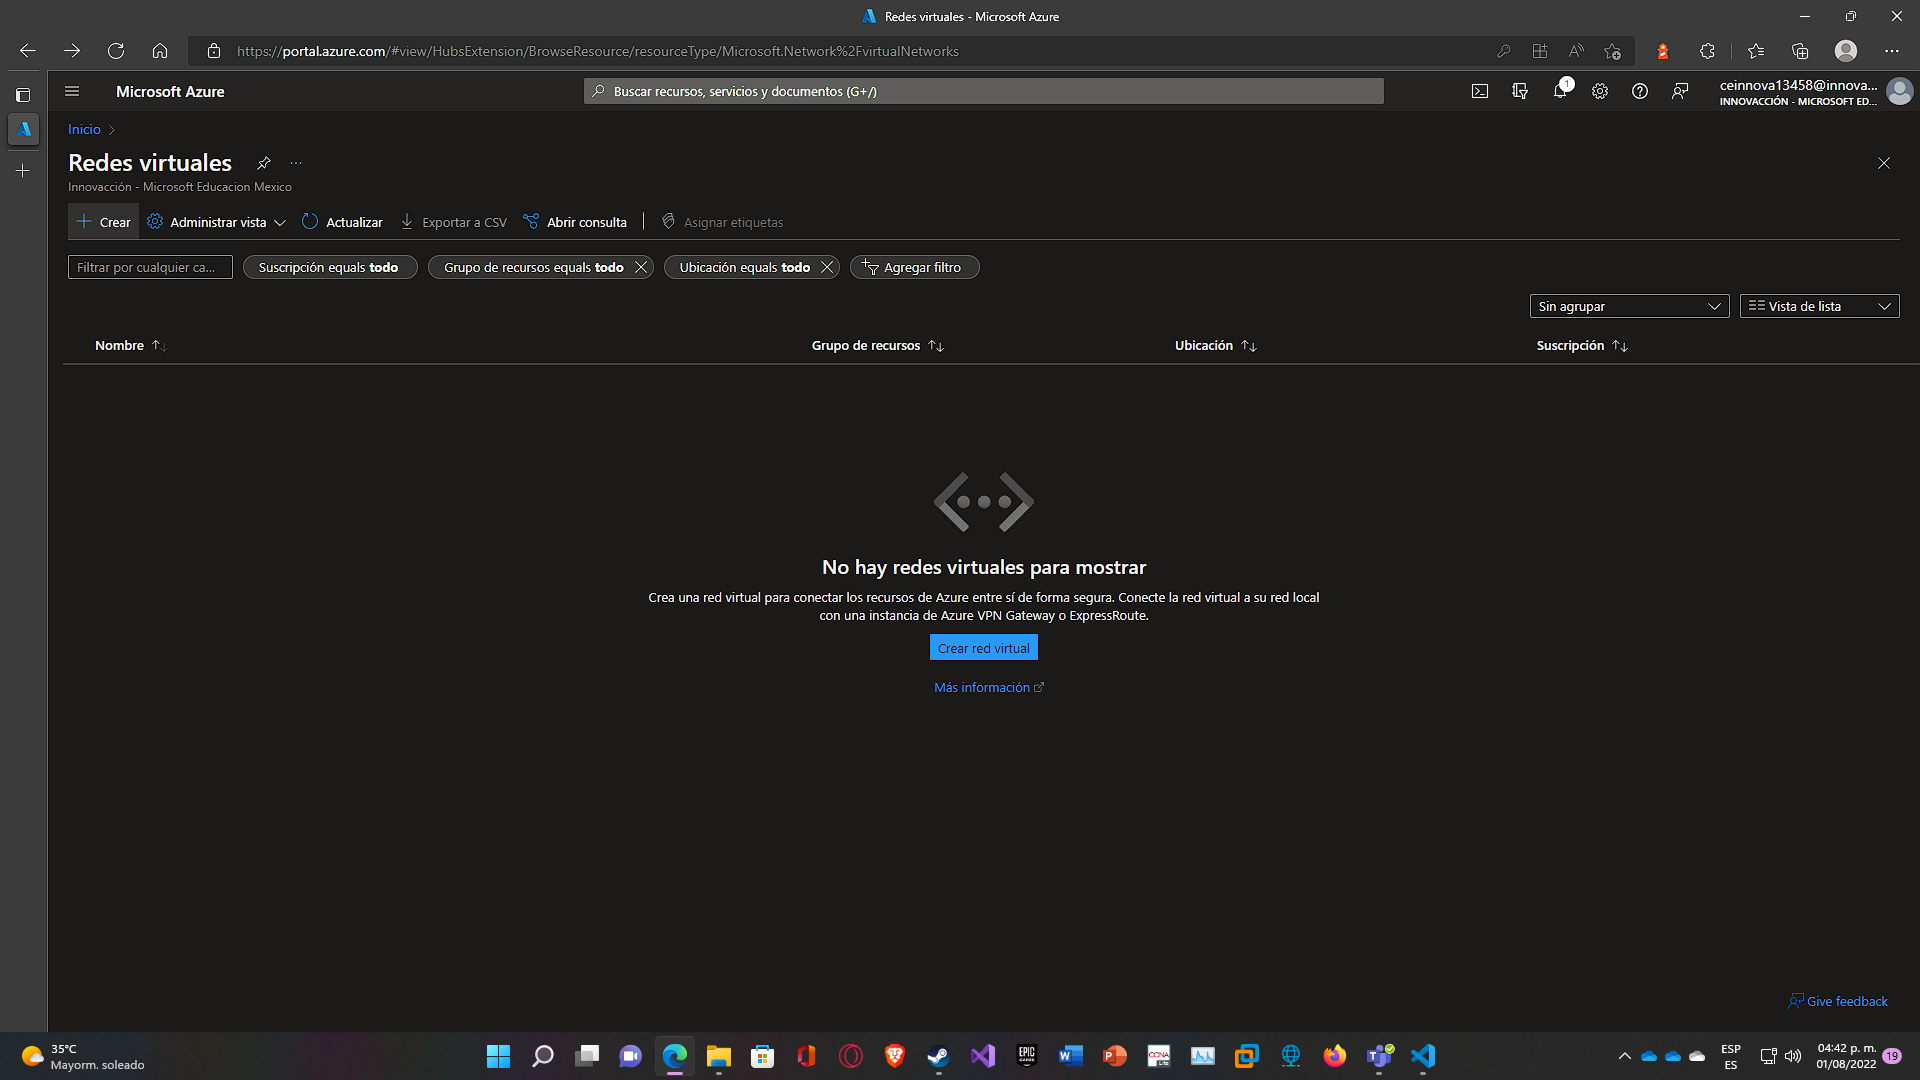 Redes virtuales - Microsoft Azure
https://portal.azure.com/#view/HubsExtension/BrowseResource/resourceType/Microsoft.Network%2FvirtualNetworks
Microsoft Azure
Buscar recursos, servicios y documentos (G+/)
1
ceinnova13458@innova...
INNOVACCIÓN - MICROSOFT ED...
Inicio
Redes virtuales
Innovacción - Microsoft Educacion Mexico
Crear Administrar vista Actualizar Exportar a CSV Abrir consulta Asignar etiquetas
Filtrar por cualquier ca... Suscripción equals todo Grupo de recursos equals todo Ubicación equals todo Agregar filtro
Sin agrupar Vista de lista
Nombre Grupo de recursos Ubicación Suscripción
No hay redes virtuales para mostrar
Crea una red virtual para conectar los recursos de Azure entre sí de forma segura. Conecte la red virtual a su red local
con una instancia de Azure VPN Gateway o ExpressRoute.
Crear red virtual
Más información
Give feedback
35°C
Mayorm. soleado
EPIC
GAMES
CCNA
ESP
ES
04:42 p. m.
01/08/2022
19